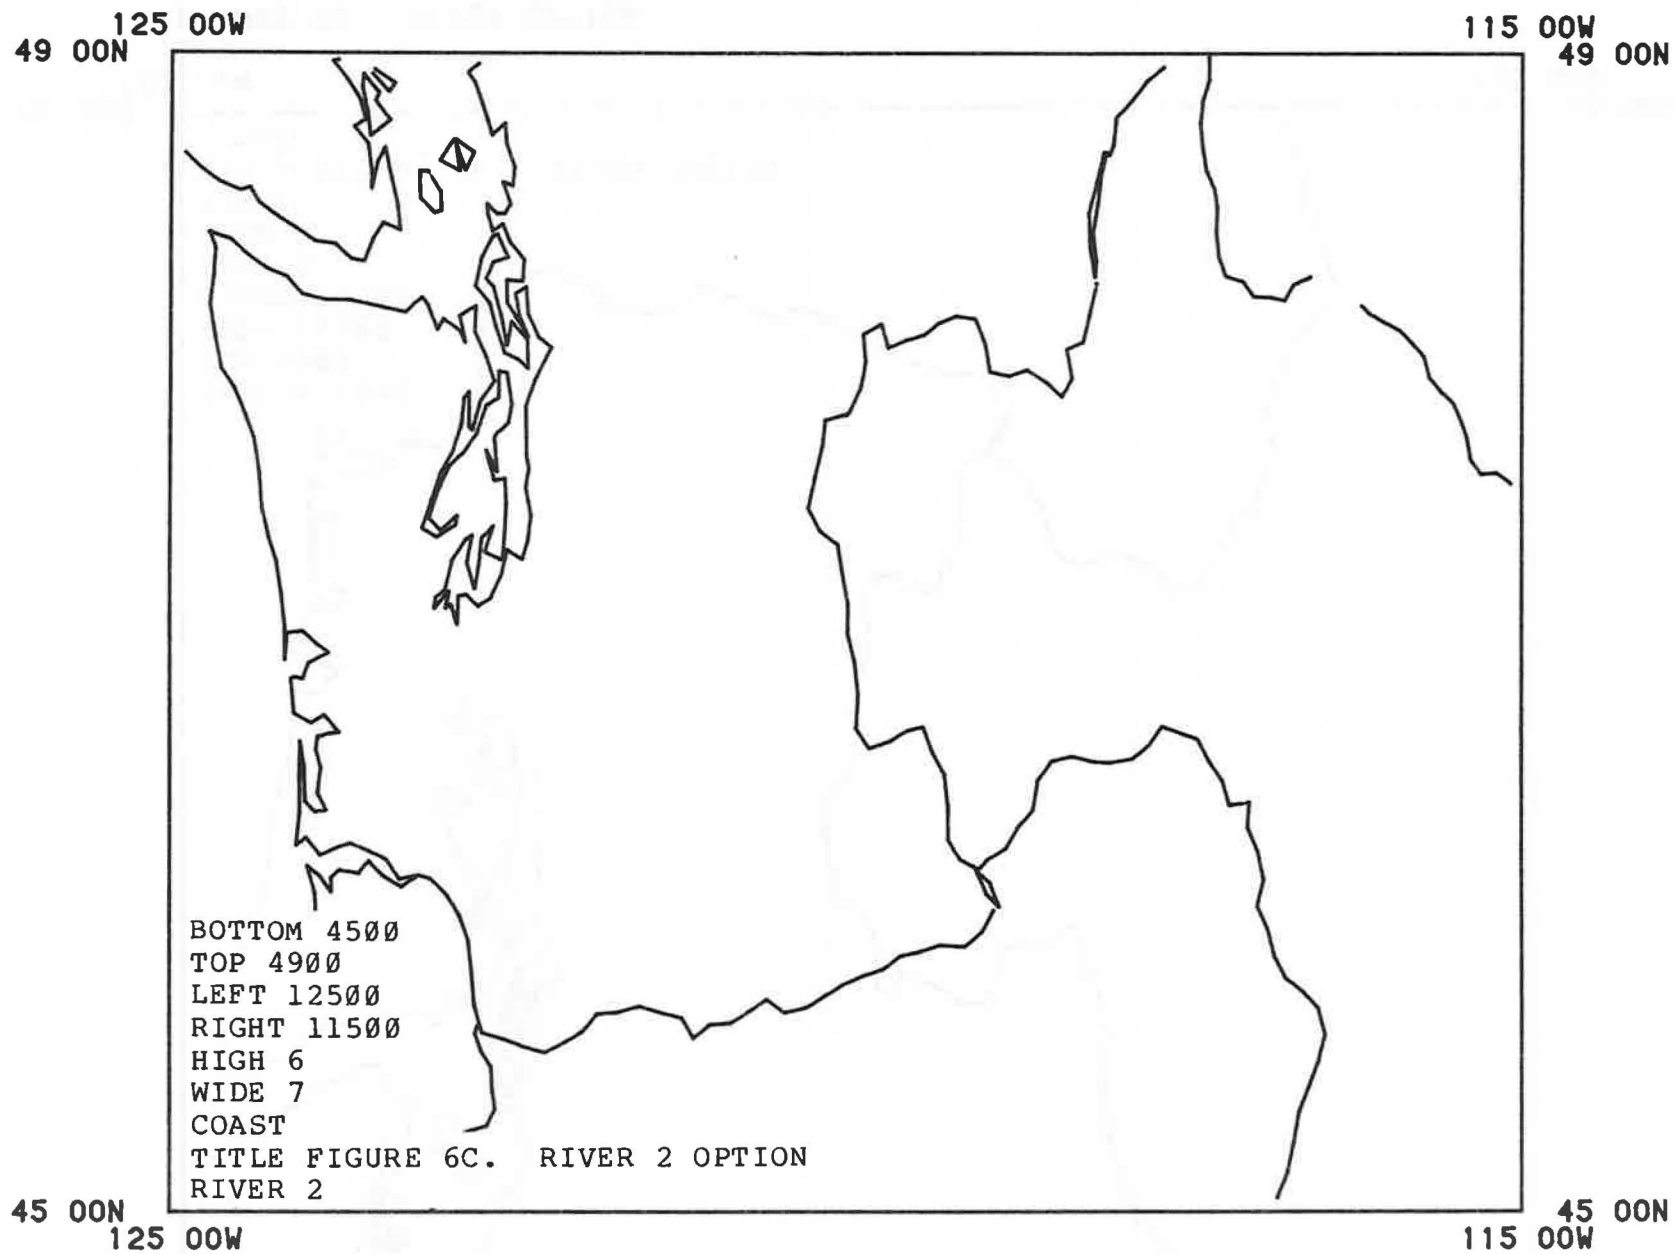 125 00W
115 00W
49 00N
49 00N
BOTTOM 4500
TOP 4900
LEFT 12500
RIGHT 11500
HIGH 6
WIDE 7
COAST
TITLE FIGURE 6C. RIVER 2 OPTION
RIVER 2
45 00N
45 00N
125 00W
115 00W